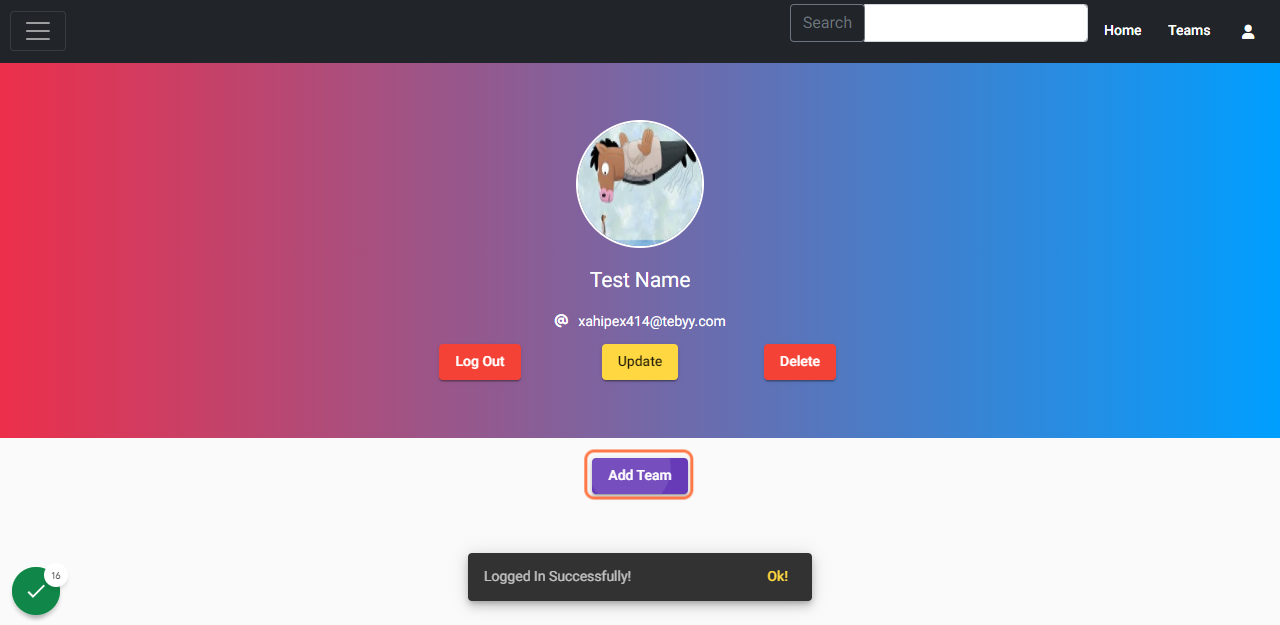 Search
Home
Teams
Test Name
xahipex414@tebyy.com
Log Out
Update
Delete
Add Team
Logged In Successfully!
Ok!
16